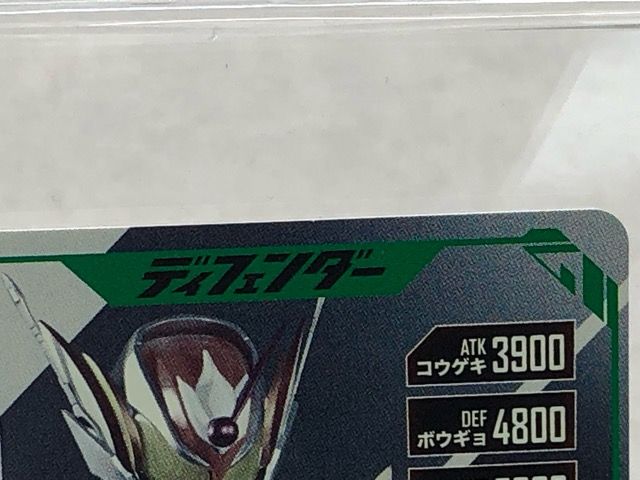 ディフェンダー
ATK
コウゲキ 3900
DEF
ボウギョ 4800